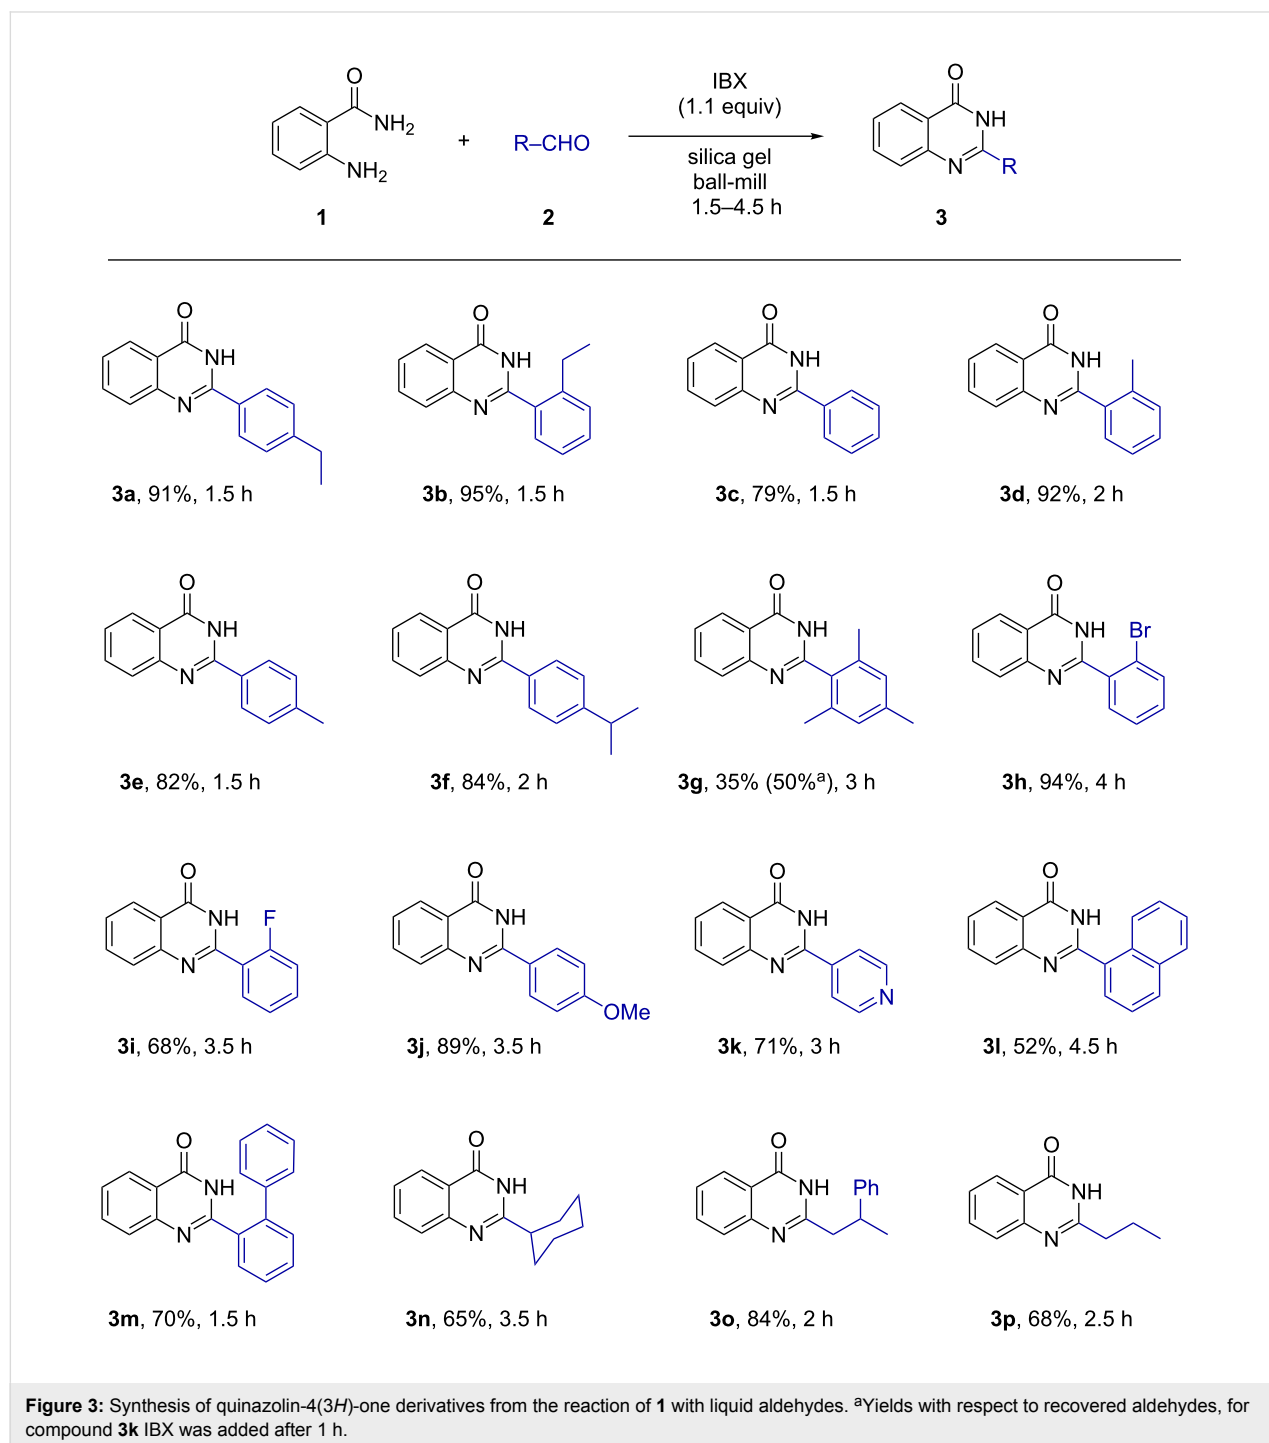 O
NH2
NH2
1
+
R–CHO
2
IBX
(1.1 equiv)
silica gel
ball-mill
1.5–4.5 h
O
NH
N
R
3
O
NH
N
3a, 91%, 1.5 h
O
NH
N
3b, 95%, 1.5 h
O
NH
N
3c, 79%, 1.5 h
O
NH
N
3d, 92%, 2 h
O
NH
N
3e, 82%, 1.5 h
O
NH
N
3f, 84%, 2 h
O
NH
N
3g, 35% (50%a), 3 h
O
NH
Br
N
3h, 94%, 4 h
O
NH
F
N
3i, 68%, 3.5 h
O
NH
N
OMe
3j, 89%, 3.5 h
O
NH
N
N
3k, 71%, 3 h
O
NH
N
3l, 52%, 4.5 h
O
NH
N
3m, 70%, 1.5 h
O
NH
N
3n, 65%, 3.5 h
O
NH
Ph
N
3o, 84%, 2 h
O
NH
N
3p, 68%, 2.5 h
Figure 3: Synthesis of quinazolin-4(3H)-one derivatives from the reaction of 1 with liquid aldehydes. aYields with respect to recovered aldehydes, for
compound 3k IBX was added after 1 h.